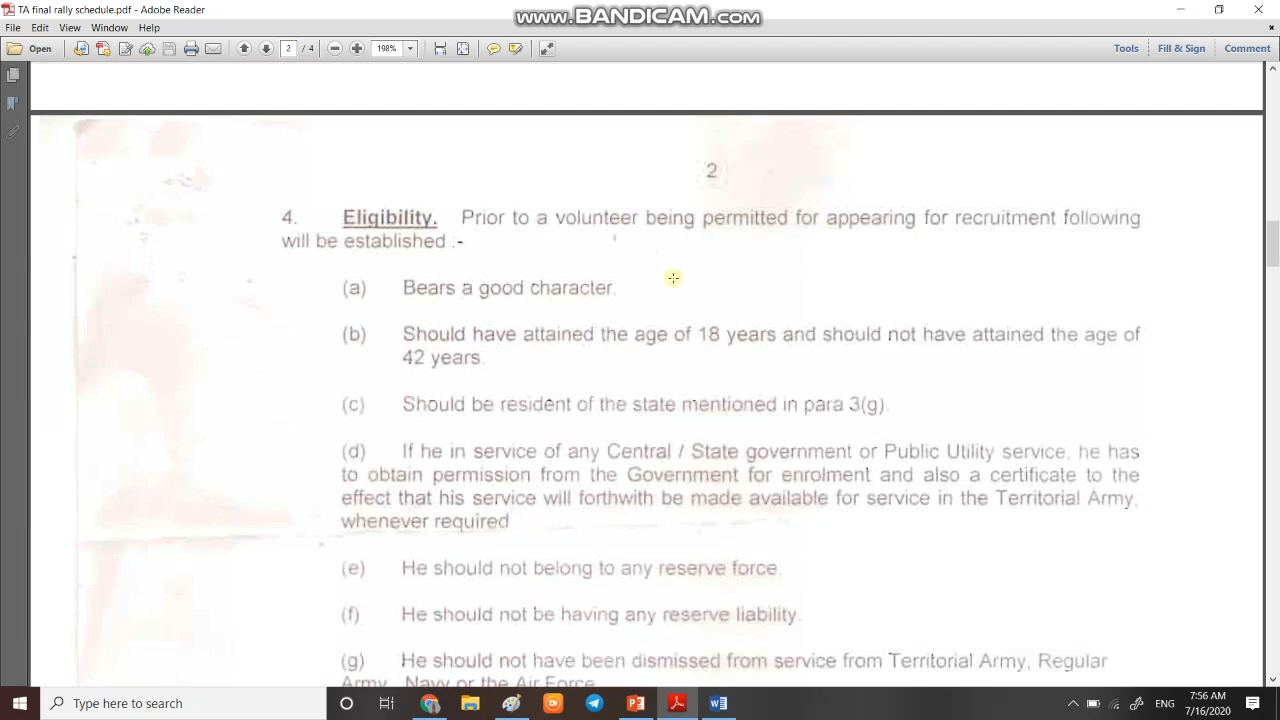 TA final rally schedule.pdf - Adobe Reader
www.BANDICAM.com
File Edit View Window Help
Open 2 / 4 198% Tools Fill & Sign Comment
2
4. Eligibility. Prior to a volunteer being permitted for appearing for recruitment following
will be established :-
(a) Bears a good character.
(b) Should have attained the age of 18 years and should not have attained the age of
42 years.
(c) Should be resident of the state mentioned in para 3(g).
(d) If he in service of any Central / State government or Public Utility service, he has
to obtain permission from the Government for enrolment and also a certificate to the
effect that his service will forthwith be made available for service in the Territorial Army,
whenever required
(e) He should not belong to any reserve force.
(f) He should not be having any reserve liability.
(g) He should not have been dismissed from service from Territorial Army, Regular
Army, Navy or the Air Force
Type here to search
ENG
7:56 AM
7/16/2020